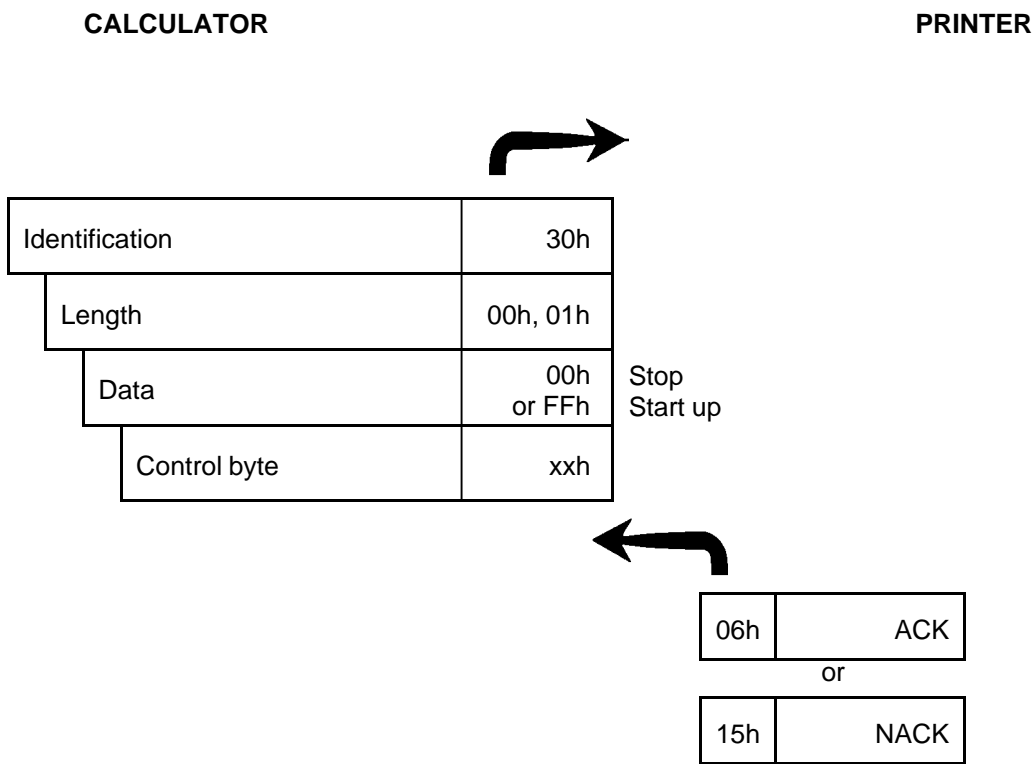 CALCULATOR PRINTER
Identification 30h
Length 00h, 01h
Data 00h Stop
or FFh Start up
Control byte xxh
06h ACK
or
15h NACK